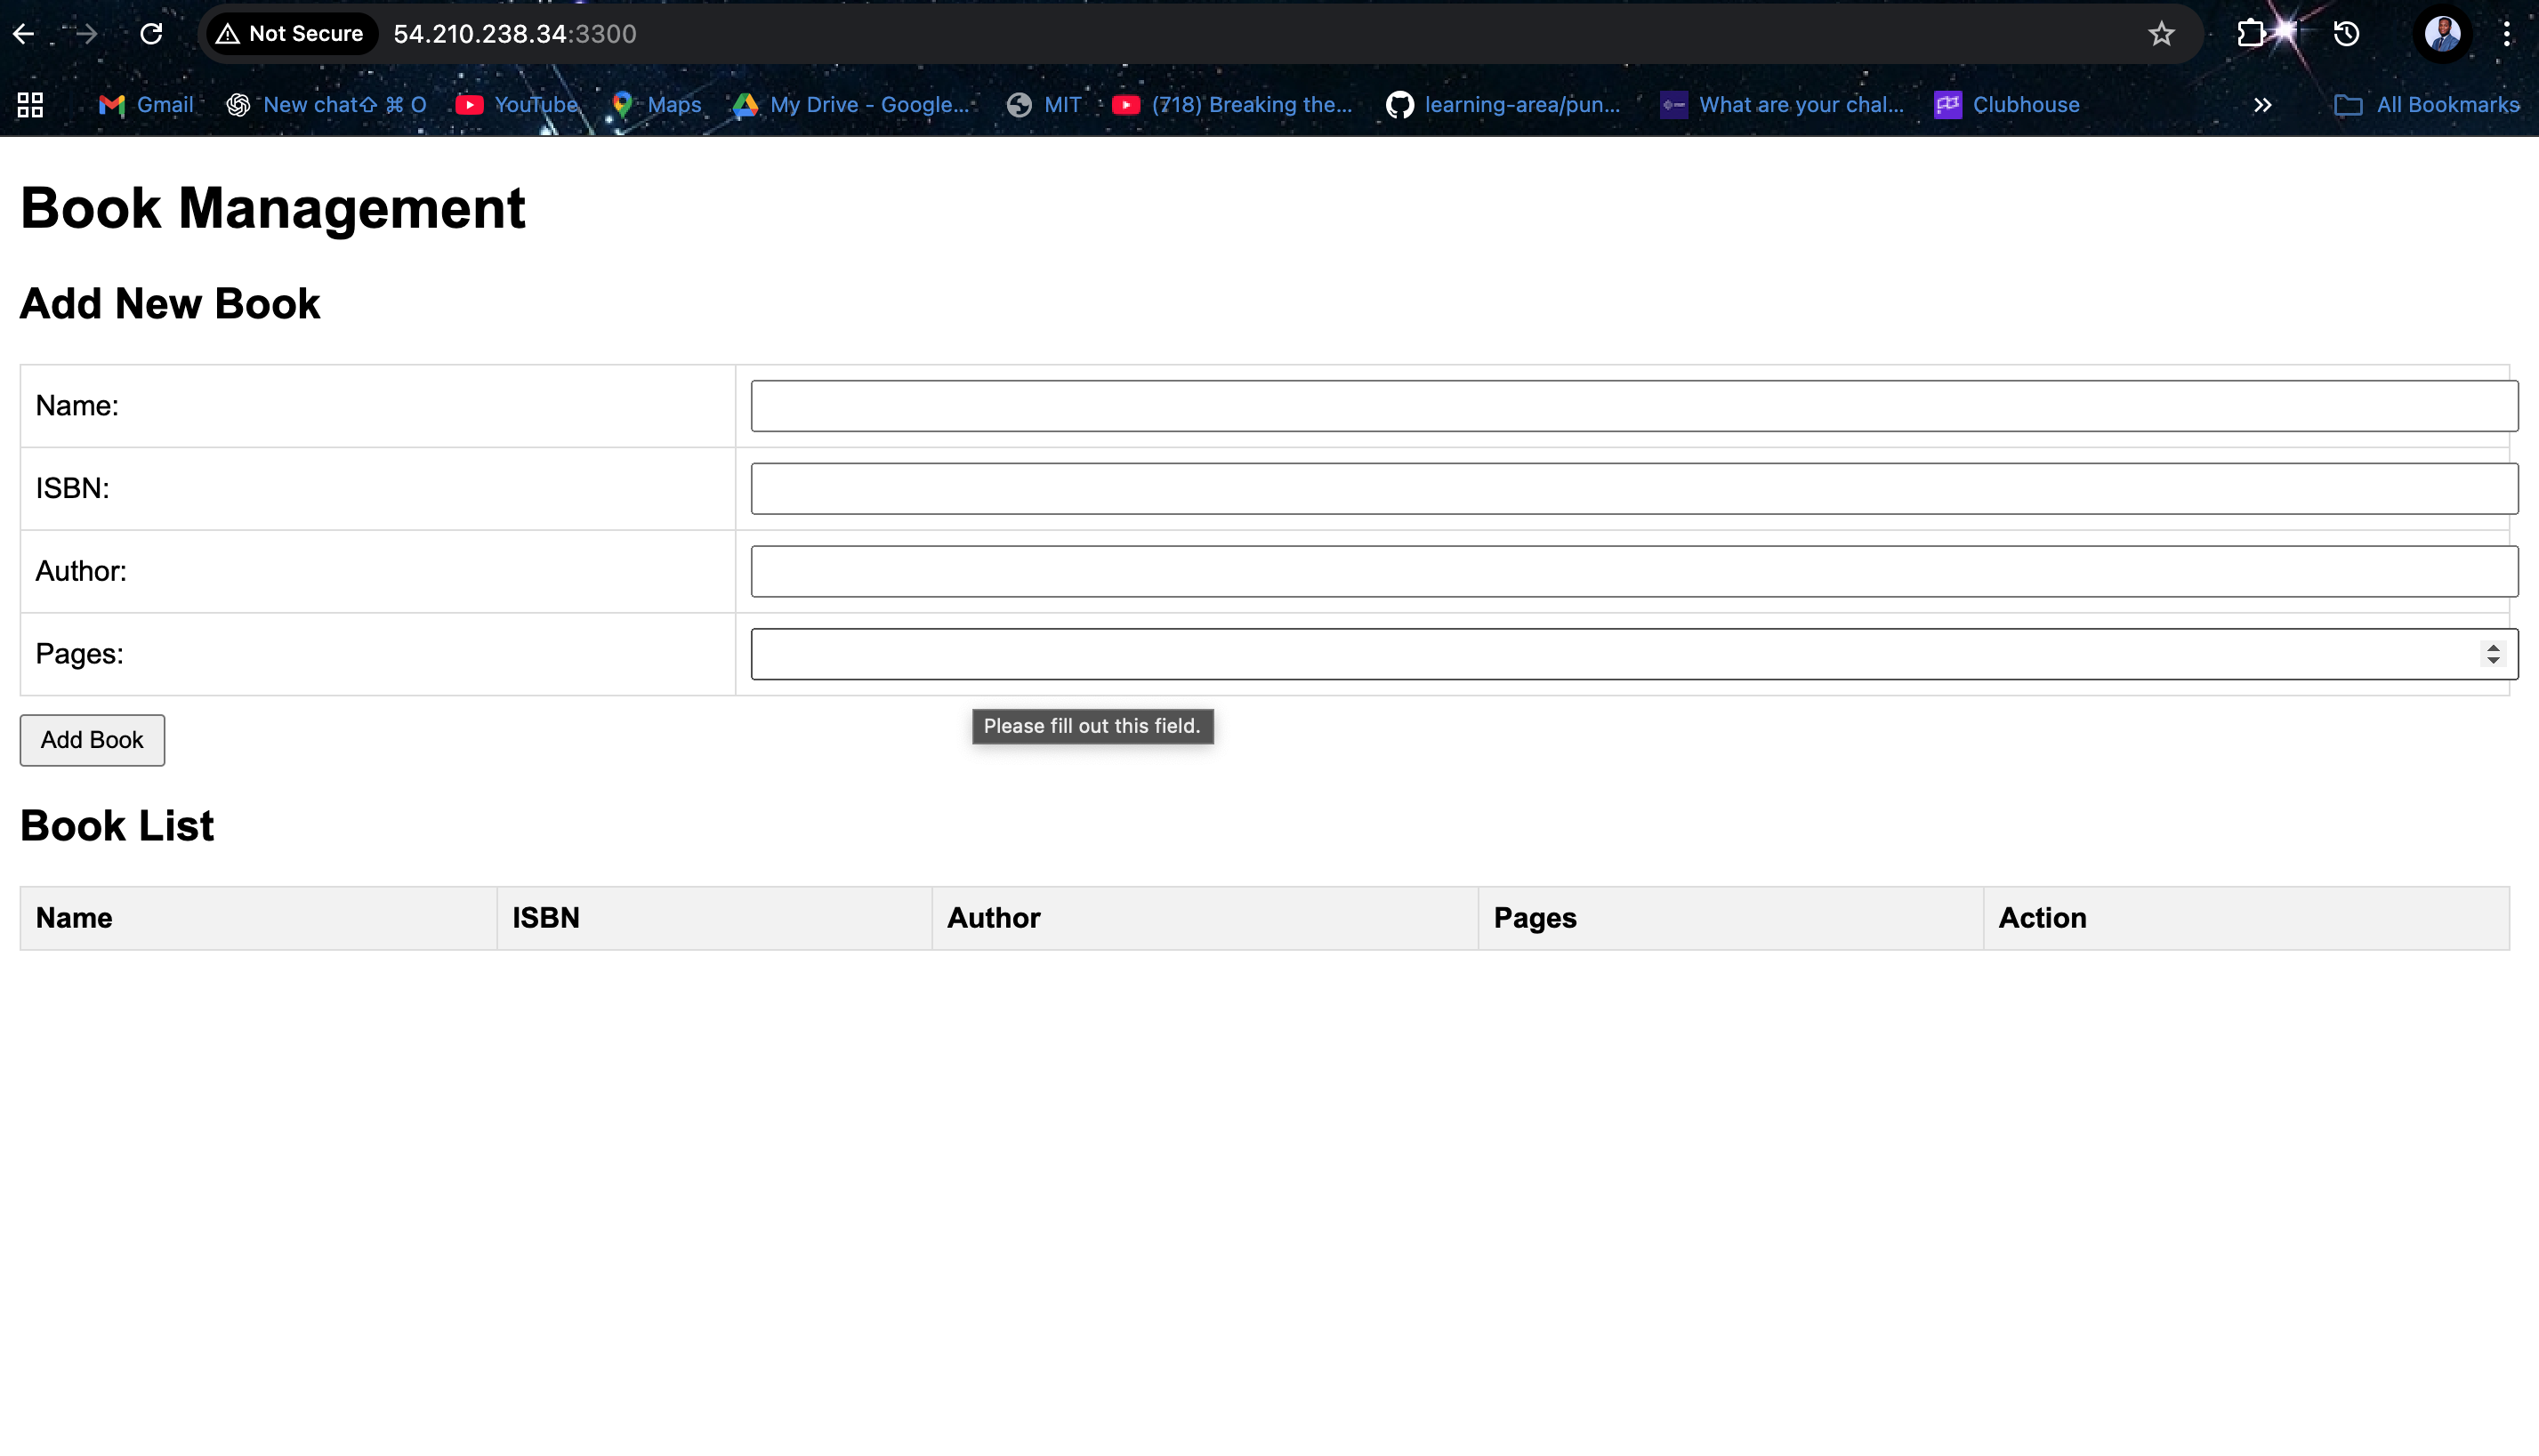 Not Secure 54.210.238.34:3300
Gmail New chat⇧ ⌘ O YouTube Maps My Drive - Google... MIT (718) Breaking the... learning-area/pun... What are your chal... Clubhouse All Bookmarks
Book Management
Add New Book
Name:
ISBN:
Author:
Pages:
Please fill out this field.
Add Book
Book List
Name ISBN Author Pages Action